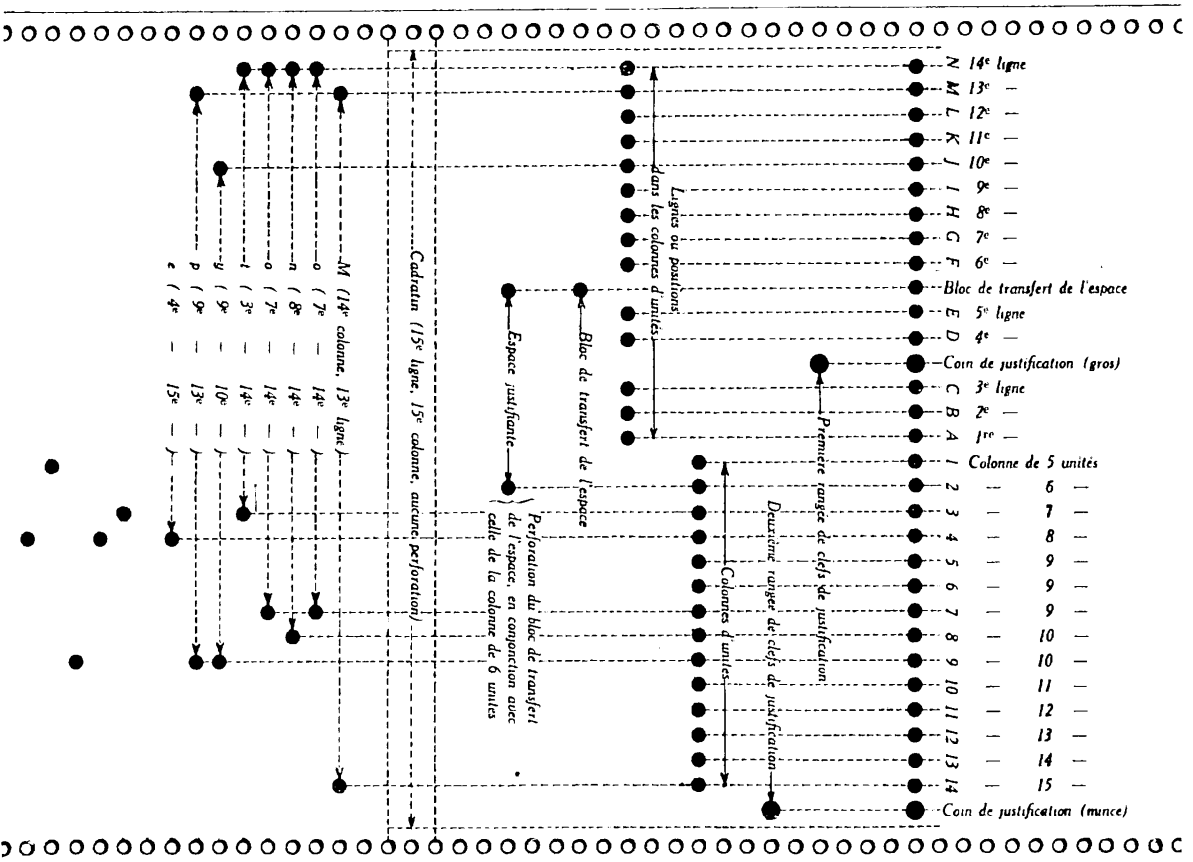 N 14e ligne
M 13e —
L 12e —
K 11e —
J 10e —
I 9e —
H 8e —
G 7e —
F 6e —
Bloc de transfert de l'espace
E 5e ligne
D 4e —
Coin de justification (gros)
C 3e ligne
B 2e —
A 1re —
1 Colonne de 5 unités
2 — 6 —
3 — 7 —
4 — 8 —
5 — 9 —
6 — 9 —
7 — 9 —
8 — 10 —
9 — 10 —
10 — 11 —
11 — 12 —
12 — 13 —
13 — 14 —
14 — 15 —
Coin de justification (mince)
Première rangée de clefs de justification
Deuxième rangée de clefs de justification
Colonnes d'unités
Lignes ou positions
dans les colonnes d'unités
Bloc de transfert de l'espace
Perforation du bloc de transfert
de l'espace, en conjonction avec
celle de la colonne de 6 unités
Espace justifiante
Cadratin (15e ligne, 15e colonne, aucune perforation)
M (14e colonne, 13e ligne)
o (7e — 14e — )
n (8e — 14e — )
o (7e — 14e — )
t (3e — 14e — )
y (9e — 10e — )
p (9e — 13e — )
e (4e — 15e — )